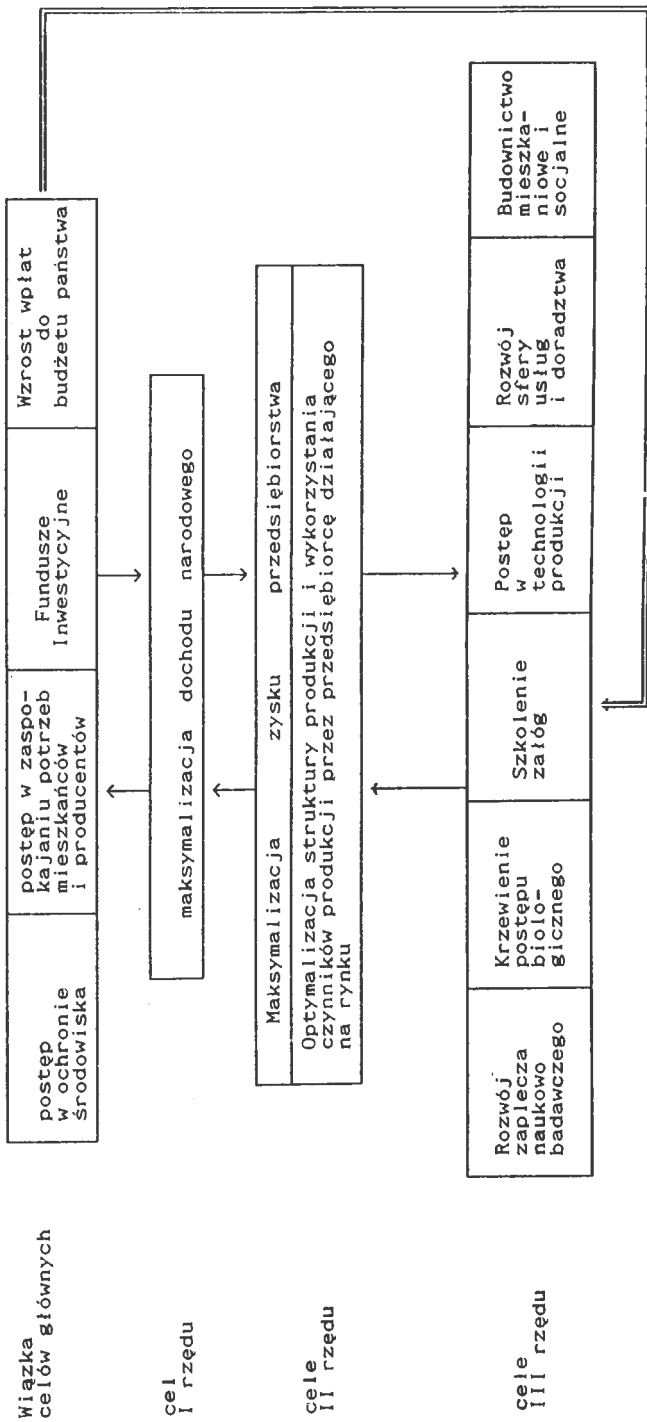 Wiązka
celów głównych
postęp
w ochronie
środowiska
postęp w zaspo-
kajaniu potrzeb
mieszkańców
i producentów
Fundusze
Inwestycyjne
Wzrost wpłat
do
budżetu państwa
cel
I rzędu
maksymalizacja dochodu narodowego
cele
II rzędu
Maksymalizacja zysku przedsiębiorstwa
Optymalizacja struktury produkcji i wykorzystania
czynników produkcji przez przedsiębiorcę działającego
na rynku
cele
III rzędu
Rozwój
zaplecza
naukowo
badawczego
Krzewienie
postępu
biolo-
gicznego
Szkolenie
załóg
Postęp
w
technologii
produkcji
Rozwój
sfery
usług
i doradztwa
Budownictwo
mieszka-
niowe i
socjalne